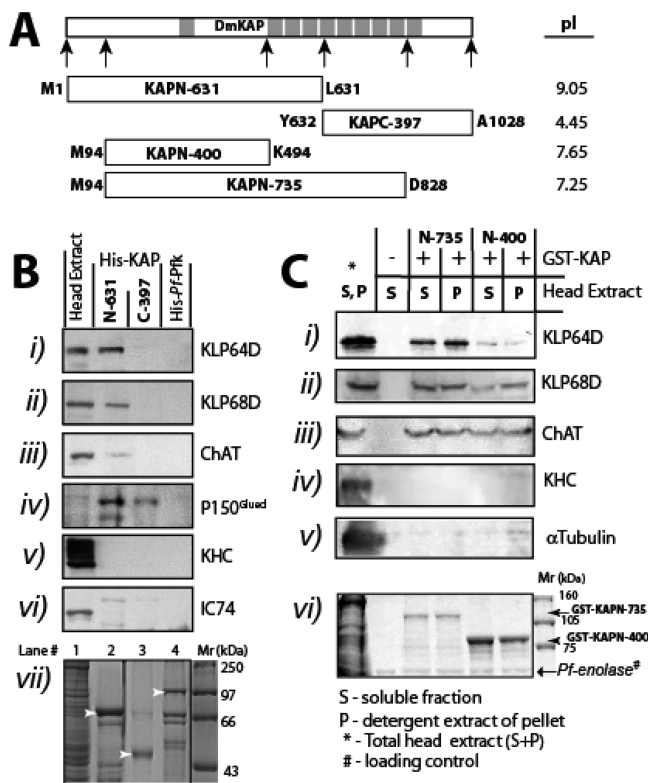 A DmKAP pI
M1 KAPN-631 L631 9.05
Y632 KAPC-397 A1028 4.45
M94 KAPN-400 K494 7.65
M94 KAPN-735 D828 7.25
B
Head Extract
His-KAP
N-631
C-397
His-Pf-Pfk
i) KLP64D
ii) KLP68D
iii) ChAT
iv) P150Glued
v) KHC
vi) IC74
Lane # 1 2 3 4 Mr (kDa)
vii) 250
97
66
43
C
N-735 N-400
* - + + + + GST-KAP
S, P S S P S P Head Extract
i) KLP64D
ii) KLP68D
iii) ChAT
iv) KHC
v) αTubulin
Mr (kDa)
vi) 160
GST-KAPN-735
105
GST-KAPN-400
75
Pf-enolase#
S - soluble fraction
P - detergent extract of pellet
* - Total head extract (S+P)
# - loading control